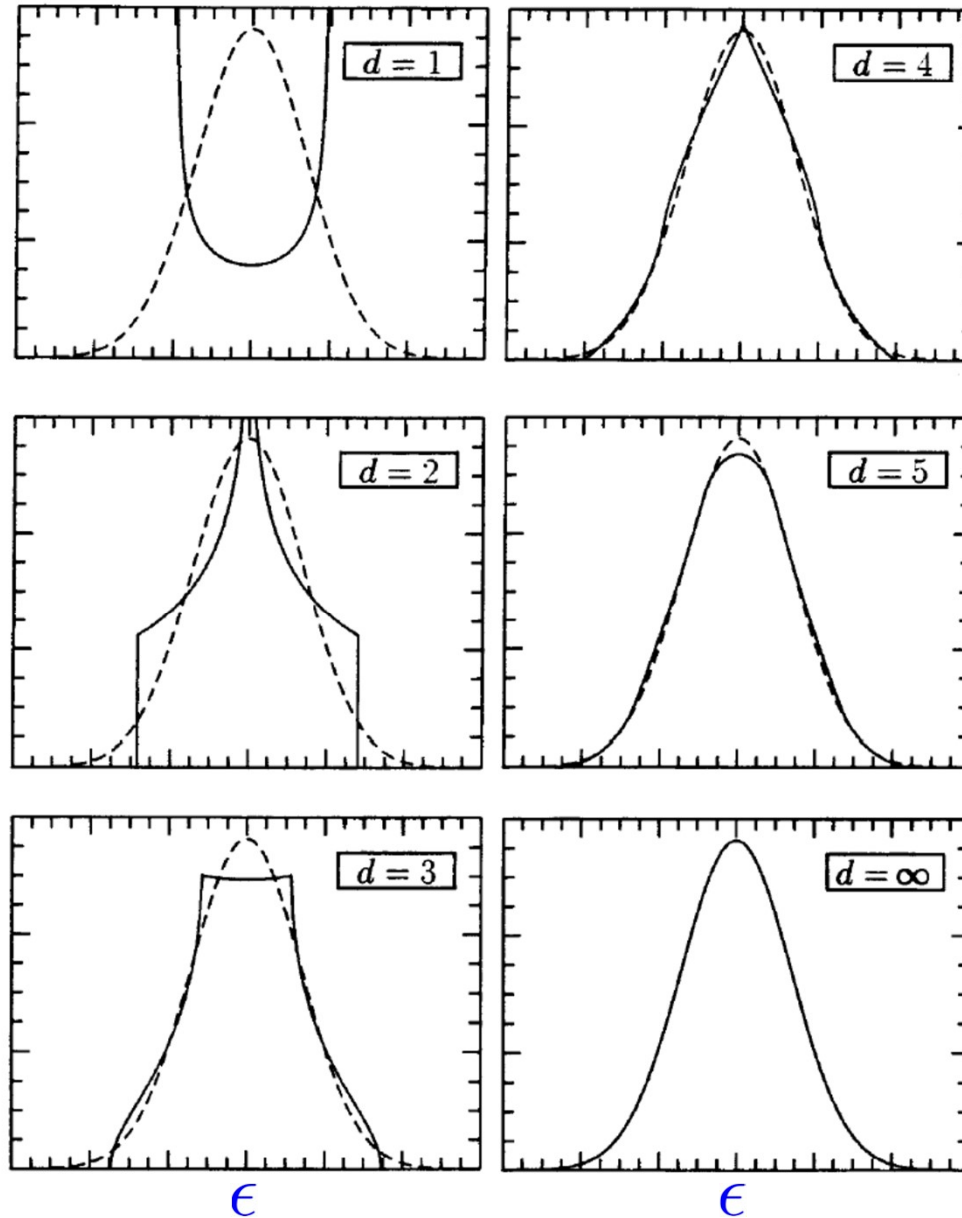 d = 1
d = 4
d = 2
d = 5
d = 3
d = ∞
ϵ
ϵ